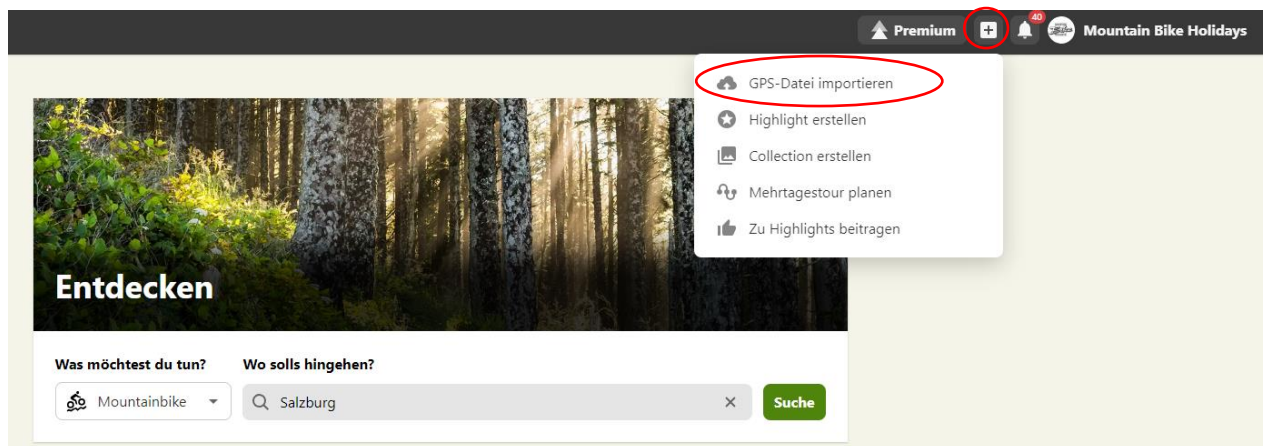 Premium
40
Mountain Bike Holidays
GPS-Datei importieren
Highlight erstellen
Collection erstellen
Mehrtagestour planen
Zu Highlights beitragen
Entdecken
Was möchtest du tun? Wo solls hingehen?
Mountainbike Salzburg Suche